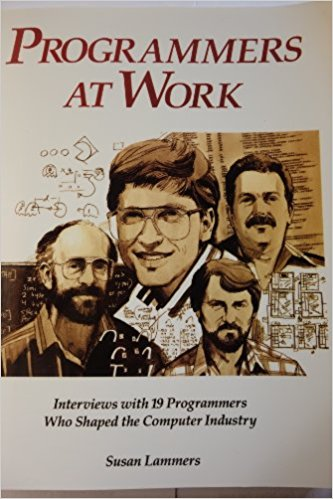 PROGRAMMERS
AT WORK
Interviews with 19 Programmers
Who Shaped the Computer Industry
Susan Lammers